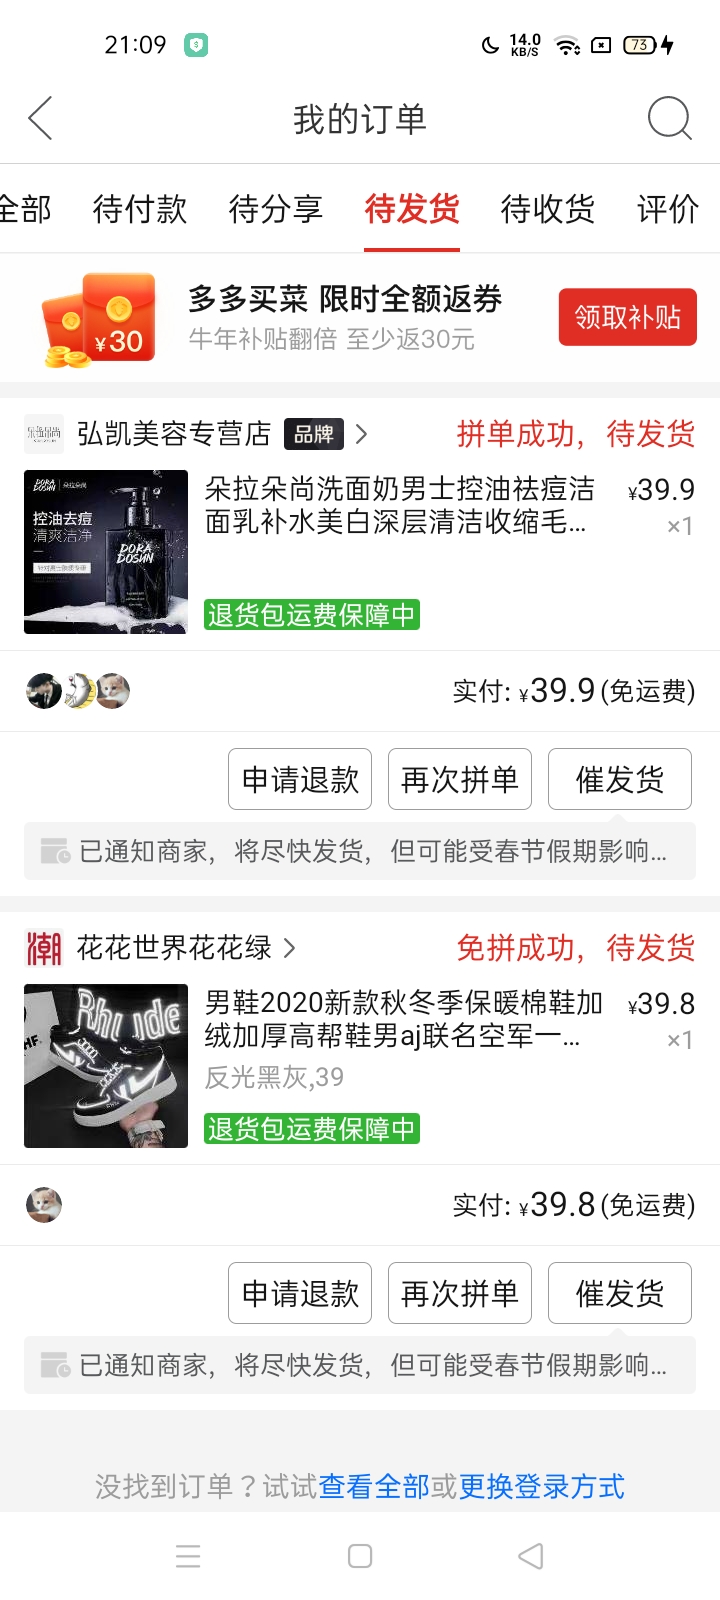 21:09
14.0
KB/S
73
我的订单
全部 待付款 待分享 待发货 待收货 评价
¥30
多多买菜 限时全额返券
牛年补贴翻倍 至少返30元
领取补贴
弘凯美容专营店 品牌
拼单成功，待发货
DORA DOSUN 朵拉朵尚
控油去痘
清爽洁净
DORA
DOSUN
朵拉朵尚洗面奶男士控油祛痘洁
面乳补水美白深层清洁收缩毛...
¥39.9
×1
退货包运费保障中
实付: ¥39.9(免运费)
申请退款 再次拼单 催发货
已通知商家，将尽快发货，但可能受春节假期影响...
潮
花花世界花花绿
免拼成功，待发货
男鞋2020新款秋冬季保暖棉鞋加
绒加厚高帮鞋男aj联名空军一...
¥39.8
×1
反光黑灰,39
退货包运费保障中
实付: ¥39.8(免运费)
申请退款 再次拼单 催发货
已通知商家，将尽快发货，但可能受春节假期影响...
没找到订单？试试查看全部或更换登录方式